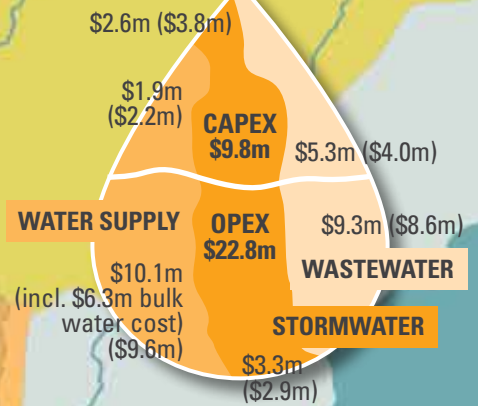 $2.6m ($3.8m)
$1.9m
($2.2m)
CAPEX
$9.8m
$5.3m ($4.0m)
WATER SUPPLY
OPEX
$22.8m
$9.3m ($8.6m)
WASTEWATER
$10.1m
(incl. $6.3m bulk
water cost)
($9.6m)
STORMWATER
$3.3m
($2.9m)